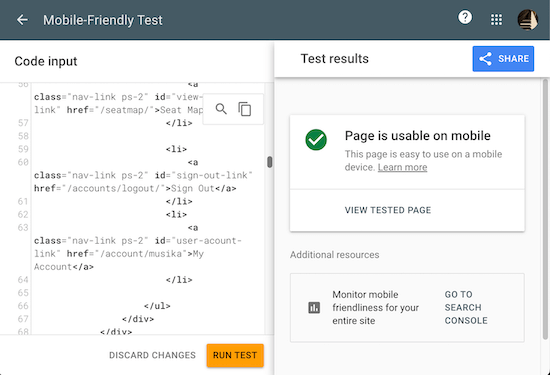 Mobile-Friendly Test
Code input
56 <a
class="nav-link ps-2" id="view-
link" href="/seatmap/">Seat Map
57 </li>
58
59 <li>
60 <a
class="nav-link ps-2" id="sign-out-link"
href="/accounts/logout/">Sign Out</a>
61 </li>
62 <li>
63 <a
class="nav-link ps-2" id="user-acount-
link" href="/account/musika">My
Account</a>
64 </li>
65
66 </ul>
67 </div>
68 </div>
DISCARD CHANGES
RUN TEST
Test results
SHARE
Page is usable on mobile
This page is easy to use on a mobile
device. Learn more
VIEW TESTED PAGE
Additional resources
Monitor mobile
friendliness for your
entire site
GO TO
SEARCH
CONSOLE